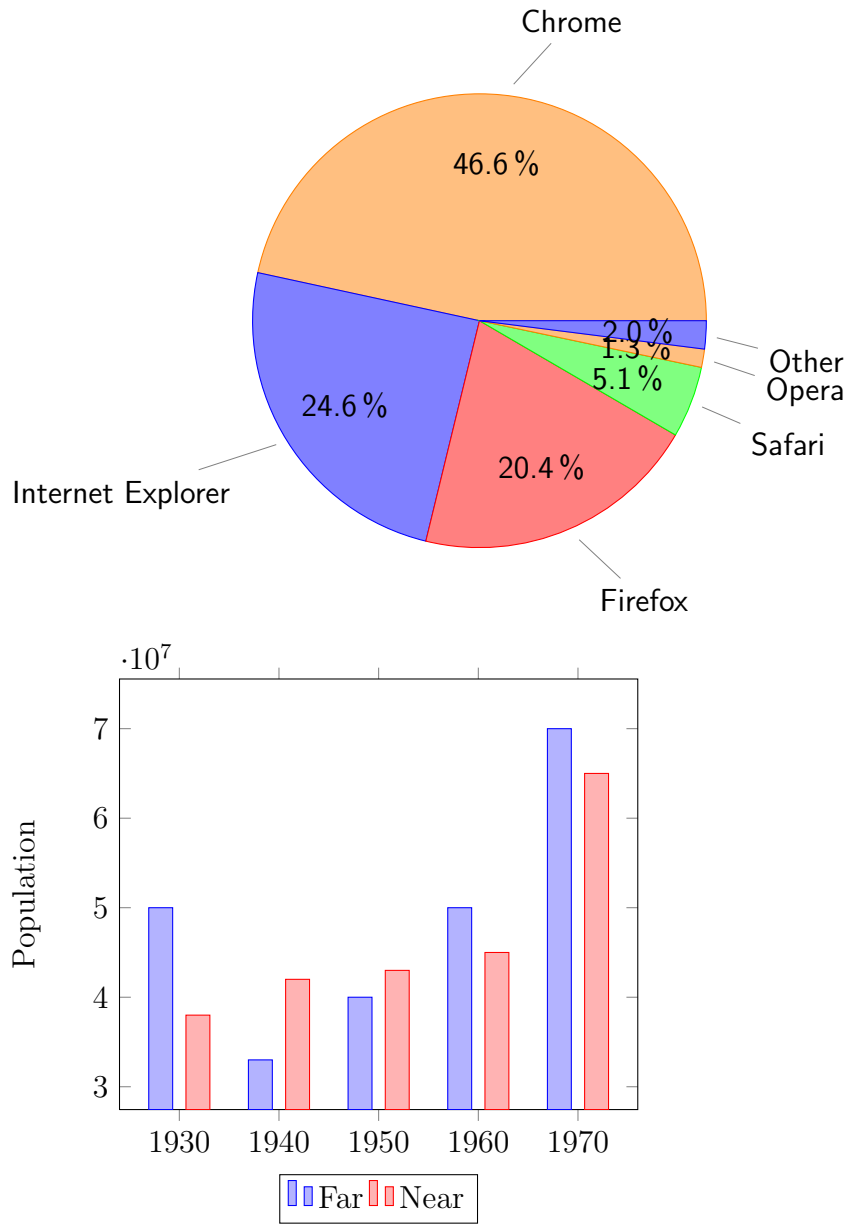 Chrome
46.6 %
2.0 %
1.3 %
Other
Opera
5.1 %
24.6 %
Safari
20.4 %
Internet Explorer
Firefox
·10⁷
7
6
5
4
3
Population
1930 1940 1950 1960 1970
Far Near